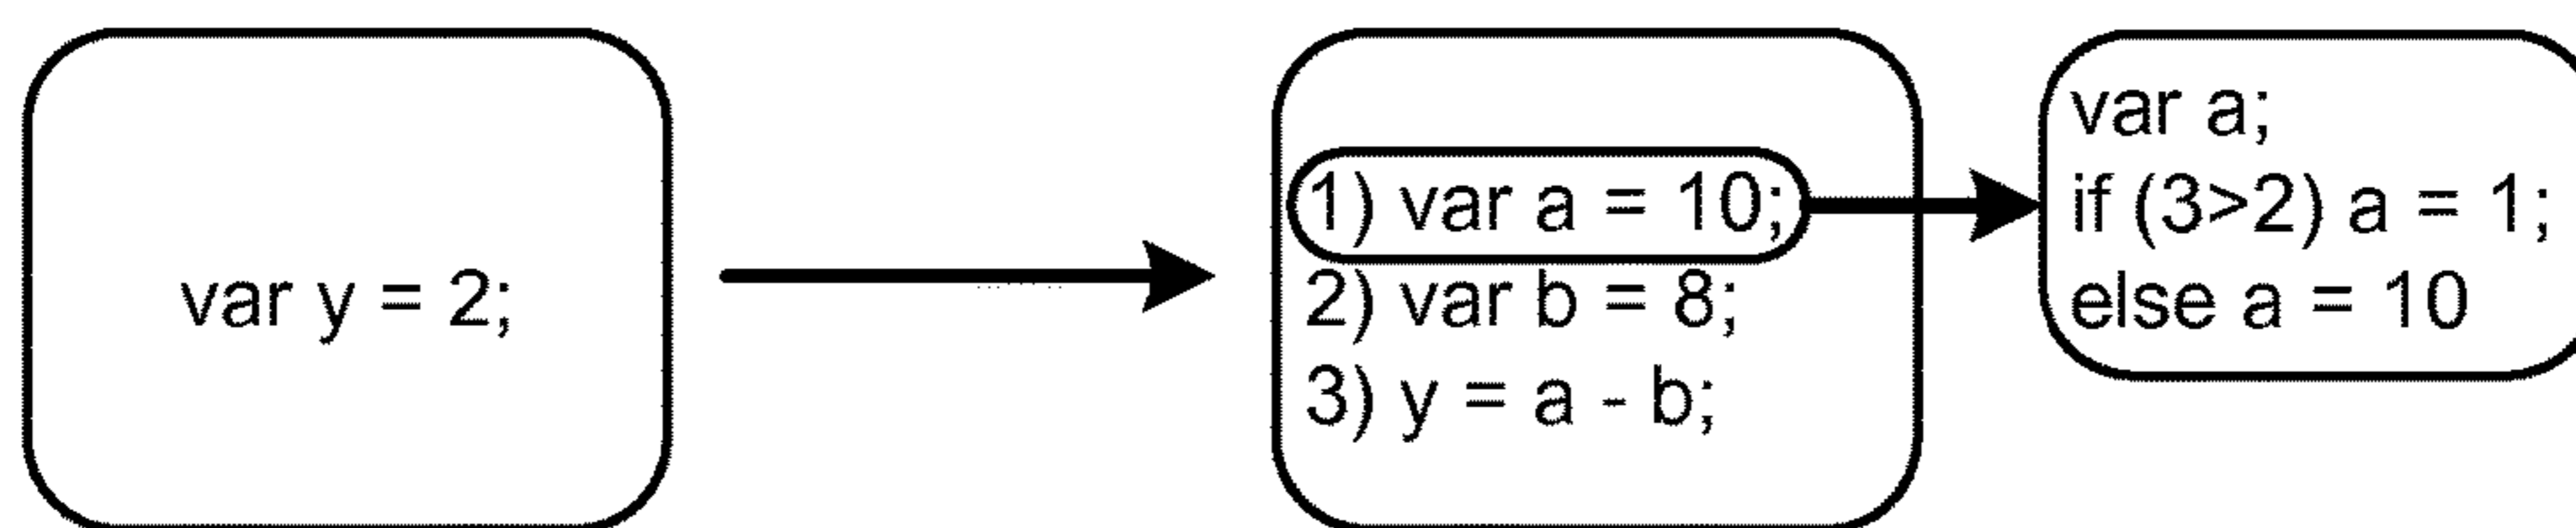 var y = 2;
1) var a = 10;
2) var b = 8;
3) y = a - b;
var a;
if (3>2) a = 1;
else a = 10